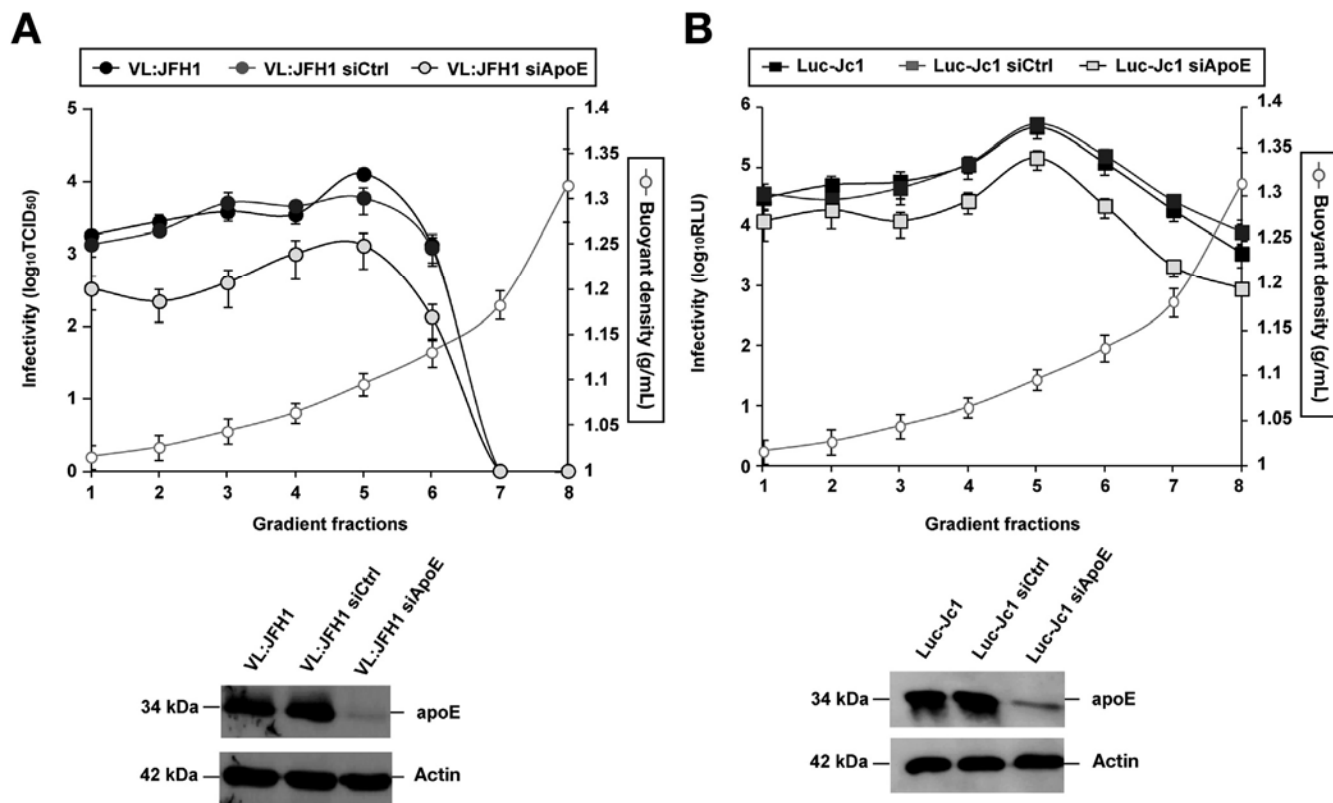 A
VL:JFH1 VL:JFH1 siCtrl VL:JFH1 siApoE
5
4
3
2
1
0
Infectivity (log₁₀TCID₅₀)
1.4
1.35
1.3
1.25
1.2
1.15
1.1
1.05
1
Buoyant density (g/mL)
1 2 3 4 5 6 7 8
Gradient fractions
VL:JFH1
VL:JFH1 siCtrl
VL:JFH1 siApoE
34 kDa apoE
42 kDa Actin
B
Luc-Jc1 Luc-Jc1 siCtrl Luc-Jc1 siApoE
6
5
4
3
2
1
0
Infectivity (log₁₀RLU)
1.4
1.35
1.3
1.25
1.2
1.15
1.1
1.05
1
Buoyant density (g/mL)
1 2 3 4 5 6 7 8
Gradient fractions
Luc-Jc1
Luc-Jc1 siCtrl
Luc-Jc1 siApoE
34 kDa apoE
42 kDa Actin